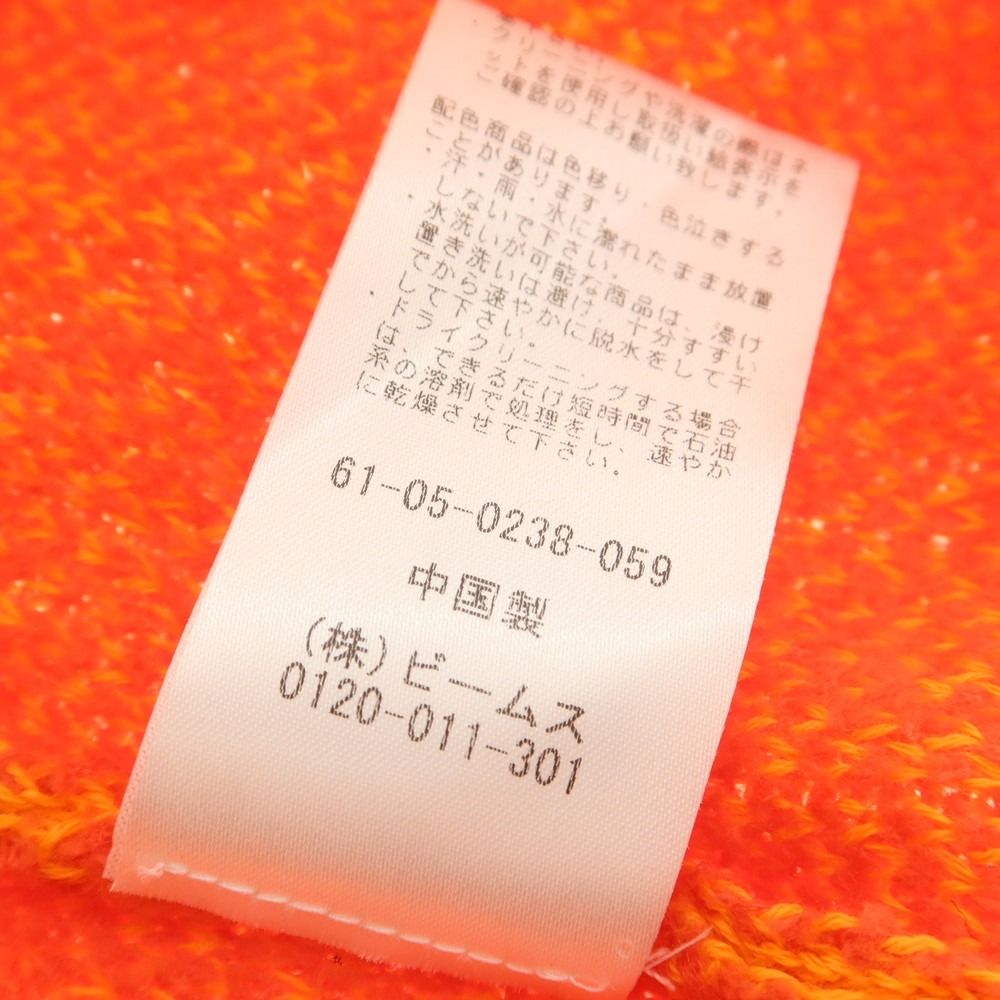 クリーニングや洗濯の際はネ
ットを使用し取扱い絵表示を
ご確認の上お願い致します。
配色商品は色移り・色泣きする
ことがあります。
・汗・雨・水に濡れたまま放置
しないで下さい。
・水洗いが可能な商品は、浸け
置き洗いは避け、十分すすい
でから速やかに脱水をして干
して下さい。
・ドライクリーニングする場合
は、できるだけ短時間で石油
系の溶剤で処理をし、速やか
に乾燥させて下さい。
61-05-0238-059
中国製
(株)ビームス
0120-011-301